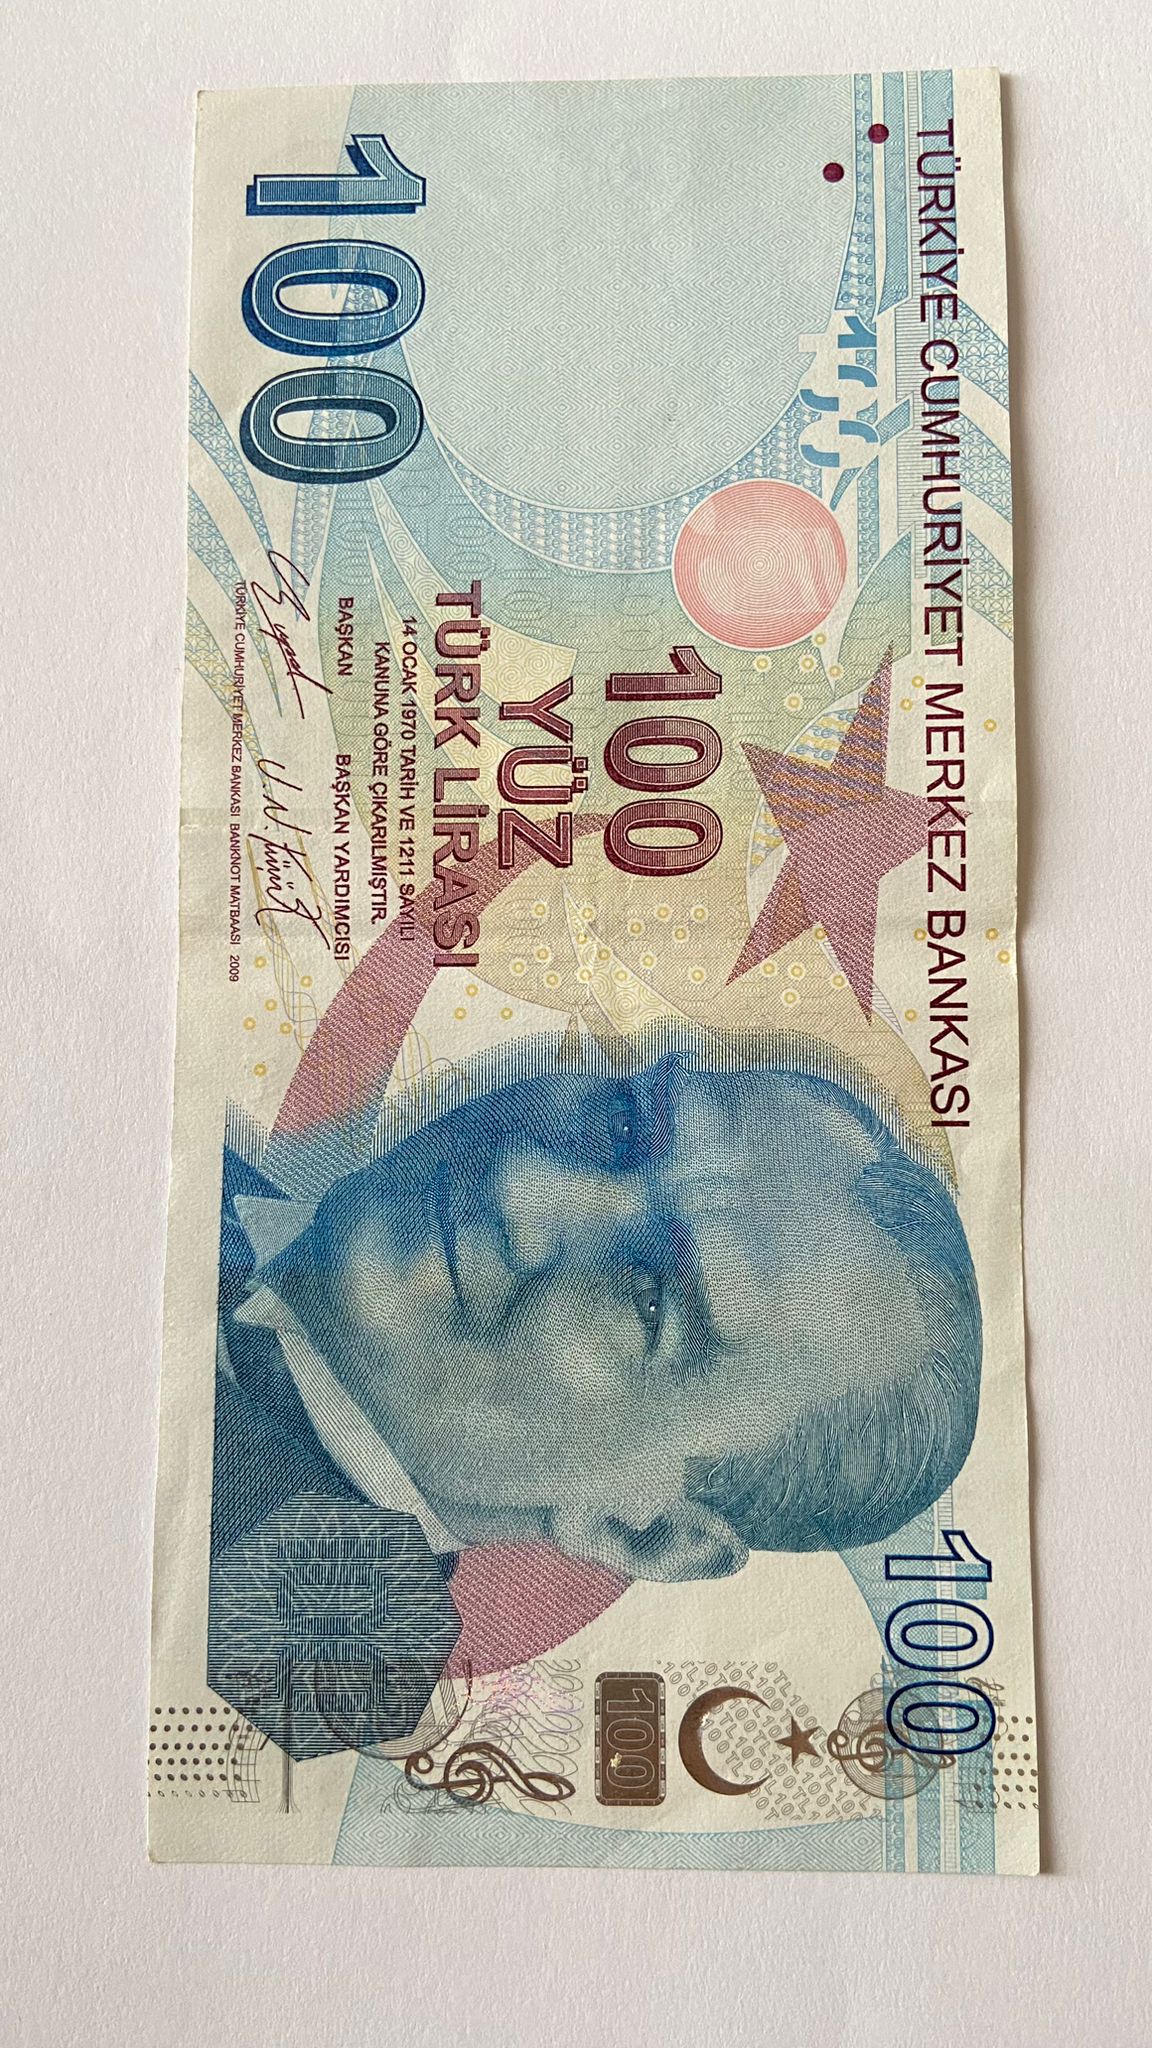 TÜRKİYE CUMHURİYET MERKEZ BANKASI
100
100
YÜZ
TÜRK LİRASI
14 OCAK 1970 TARİH VE 1211 SAYILI
KANUNA GÖRE ÇIKARILMIŞTIR.
BAŞKAN BAŞKAN YARDIMCISI
TÜRKİYE CUMHURİYET MERKEZ BANKASI BANKNOT MATBAASI 2009
100
100